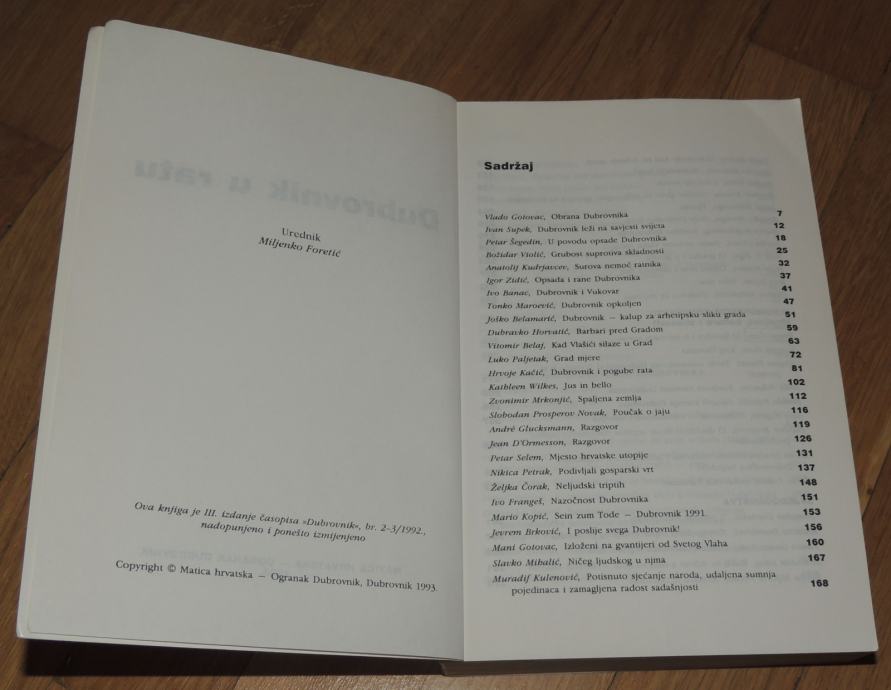 Dubrovnik u ratu
Urednik
Miljenko Foretić
Ova knjiga je III. izdanje časopisa »Dubrovnik«, br. 2–3/1992.,
nadopunjeno i ponešto izmijenjeno
Copyright © Matica hrvatska – Ogranak Dubrovnik, Dubrovnik 1993.
Sadržaj
Vlado Gotovac, Obrana Dubrovnika 7
Ivan Supek, Dubrovnik leži na savjesti svijeta 12
Petar Šegedin, U povodu opsade Dubrovnika 18
Božidar Violić, Grubost suprotiva skladnosti 25
Anatolij Kudrjavcev, Surova nemoć ratnika 32
Igor Zidić, Opsada i rane Dubrovnika 37
Ivo Banac, Dubrovnik i Vukovar 41
Tonko Maroević, Dubrovnik opkoljen 47
Joško Belamarić, Dubrovnik – kalup za arhetipsku sliku grada 51
Dubravko Horvatić, Barbari pred Gradom 59
Vitomir Belaj, Kad Vlašići silaze u Grad 63
Luko Paljetak, Grad mjere 72
Hrvoje Kačić, Dubrovnik i pogube rata 81
Kathleen Wilkes, Jus in bello 102
Zvonimir Mrkonjić, Spaljena zemlja 112
Slobodan Prosperov Novak, Poučak o jaju 116
André Glucksmann, Razgovor 119
Jean D'Ormesson, Razgovor 126
Petar Selem, Mjesto hrvatske utopije 131
Nikica Petrak, Podivljali gosparski vrt 137
Željka Čorak, Neljudski triptih 148
Ivo Frangeš, Nazočnost Dubrovnika 151
Mario Kopić, Sein zum Tode – Dubrovnik 1991. 153
Jevrem Brković, I poslije svega Dubrovnik! 156
Mani Gotovac, Izloženi na gvantijeri od Svetog Vlaha 160
Slavko Mihalić, Ničeg ljudskog u njima 167
Muradif Kulenović, Potisnuto sjećanje naroda, udaljena sumnja
pojedinaca i zamagljena radost sadašnjosti 168